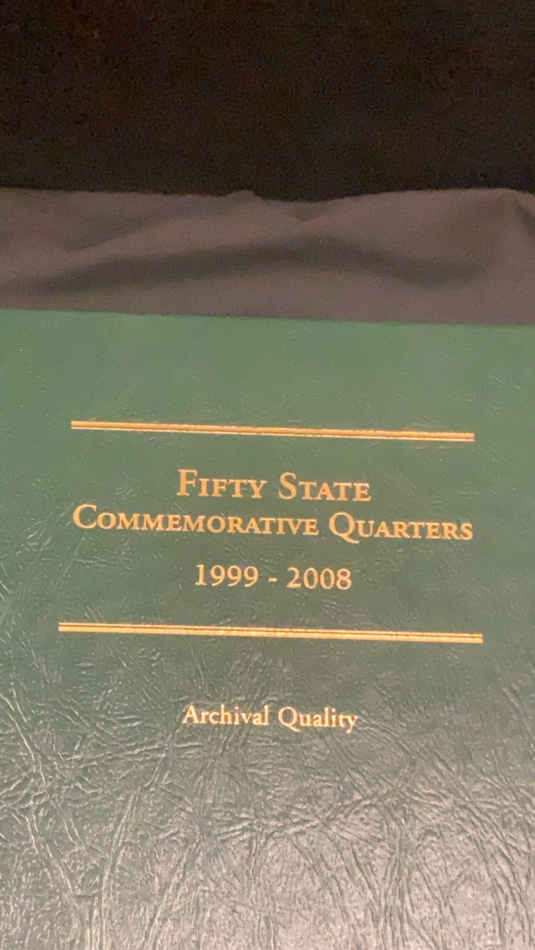 Fifty State
Commemorative Quarters
1999 - 2008
Archival Quality